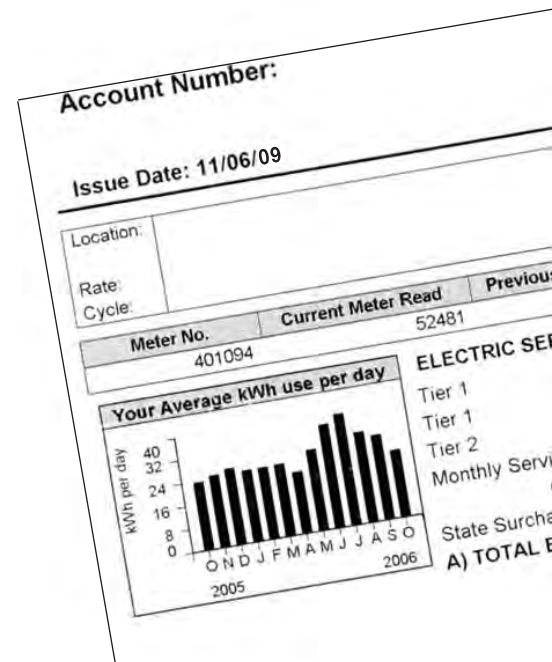 Account Number:
Issue Date: 11/06/09
Location:
Rate:
Cycle:
Meter No. Current Meter Read Previous
401094 52481
Your Average kWh use per day
kWh per day
40
32
24
16
8
0
O N D J F M A M J J A S O
2005 2006
ELECTRIC SE
Tier 1
Tier 1
Tier 2
Monthly Servi
State Surcha
A) TOTAL E